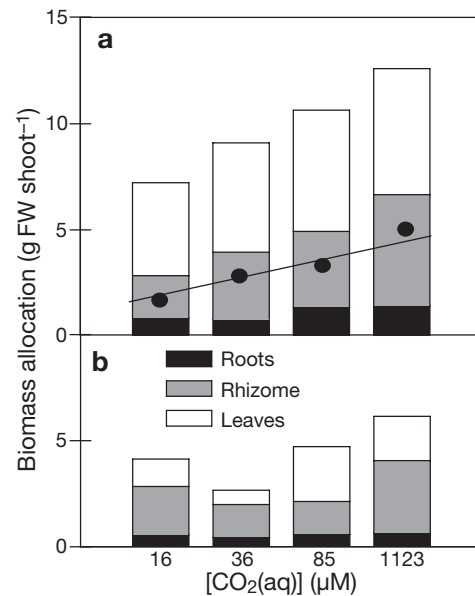 15
a
10
5
0
b
Roots
Rhizome
Leaves
5
0
16 36 85 1123
[CO2(aq)] (µM)
Biomass allocation (g FW shoot–1)